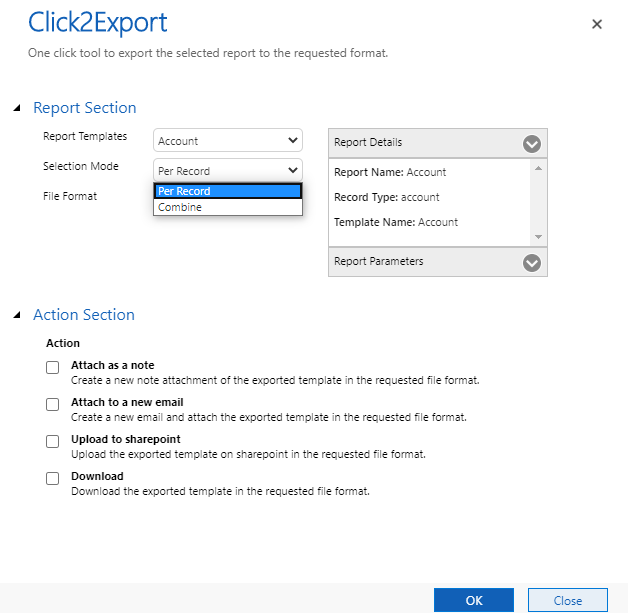 Click2Export
One click tool to export the selected report to the requested format.
Report Section
Report Templates
Account
Selection Mode
Per Record
File Format
Per Record
Combine
Report Details
Report Name: Account
Record Type: account
Template Name: Account
Report Parameters
Action Section
Action
Attach as a note
Create a new note attachment of the exported template in the requested file format.
Attach to a new email
Create a new email and attach the exported template in the requested file format.
Upload to sharepoint
Upload the exported template on sharepoint in the requested file format.
Download
Download the exported template in the requested file format.
OK
Close